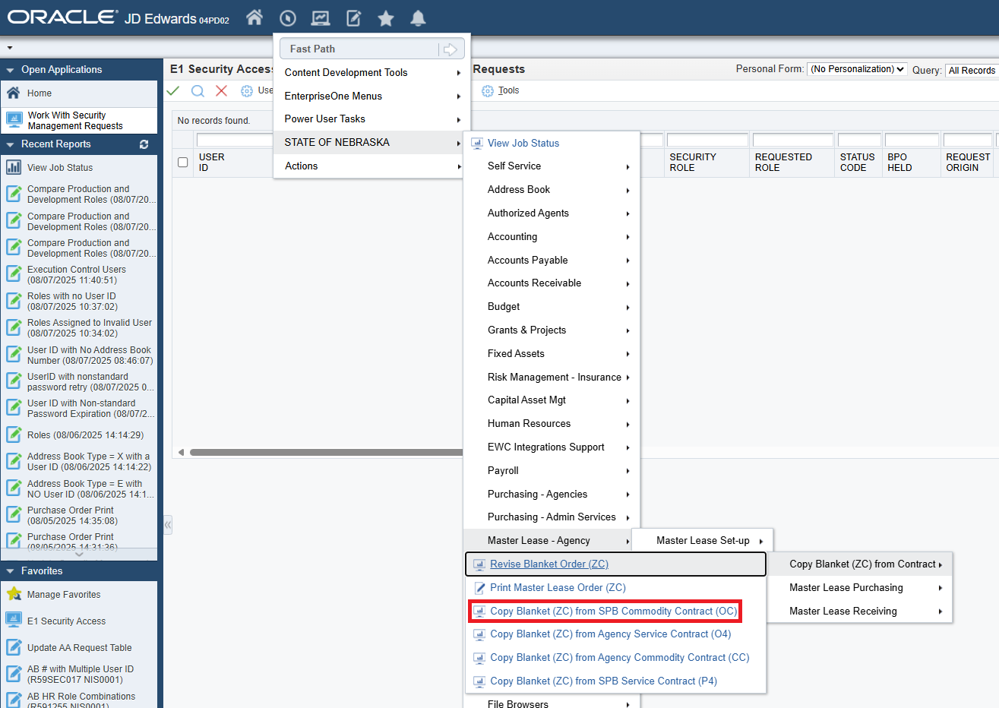 ORACLE® JD Edwards 04PD02
Open Applications
Home
Work With Security
Management Requests
Recent Reports
View Job Status
Compare Production and
Development Roles (08/07/20...
Compare Production and
Development Roles (08/07/20...
Compare Production and
Development Roles (08/07/20...
Execution Control Users
(08/07/2025 11:40:51)
Roles with no User ID
(08/07/2025 10:37:02)
Roles Assigned to Invalid User
(08/07/2025 10:34:02)
User ID with No Address Book
Number (08/07/2025 08:46:07)
UserID with nonstandard
password retry (08/07/2025 0...
User ID with Non-standard
Password Expiration (08/07/2...
Roles (08/06/2025 14:14:29)
Address Book Type = X with a
User ID (08/06/2025 14:14:22)
Address Book Type = E with
NO User ID (08/06/2025 14:1...
Purchase Order Print
(08/05/2025 14:35:08)
Purchase Order Print
(08/05/2025 14:31:36)
Favorites
Manage Favorites
E1 Security Access
Update AA Request Table
AB # with Multiple User ID
(R59SEC017 NIS0001)
AB HR Role Combinations
(R591255 NIS0001)
E1 Security Acces
Requests
Personal Form: (No Personalization)
Query: All Records
Use
Tools
No records found.
USER
ID
SECURITY
ROLE
REQUESTED
ROLE
STATUS
CODE
BPO
HELD
REQUEST
ORIGIN
Fast Path
Content Development Tools
EnterpriseOne Menus
Power User Tasks
STATE OF NEBRASKA
Actions
View Job Status
Self Service
Address Book
Authorized Agents
Accounting
Accounts Payable
Accounts Receivable
Budget
Grants & Projects
Fixed Assets
Risk Management - Insurance
Capital Asset Mgt
Human Resources
EWC Integrations Support
Payroll
Purchasing - Agencies
Purchasing - Admin Services
Master Lease - Agency
File Browsers
Master Lease Set-up
Copy Blanket (ZC) from Contract
Master Lease Purchasing
Master Lease Receiving
Revise Blanket Order (ZC)
Print Master Lease Order (ZC)
Copy Blanket (ZC) from SPB Commodity Contract (OC)
Copy Blanket (ZC) from Agency Service Contract (O4)
Copy Blanket (ZC) from Agency Commodity Contract (CC)
Copy Blanket (ZC) from SPB Service Contract (P4)